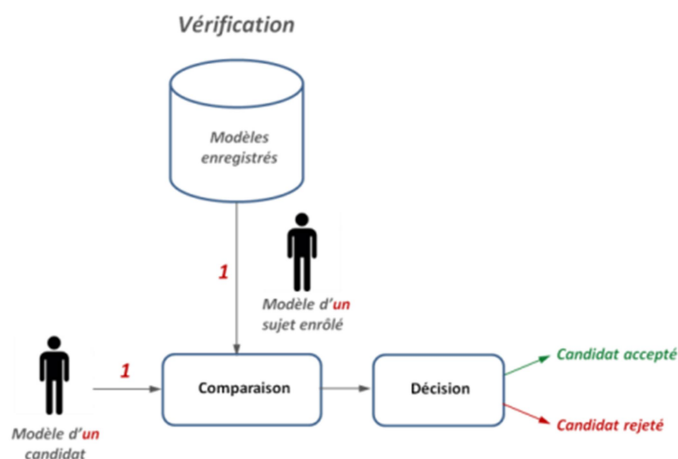 Vérification
Modèles
enregistrés
1
Modèle d'un
sujet enrôlé
1
Modèle d'un
candidat
Comparaison
Décision
Candidat accepté
Candidat rejeté